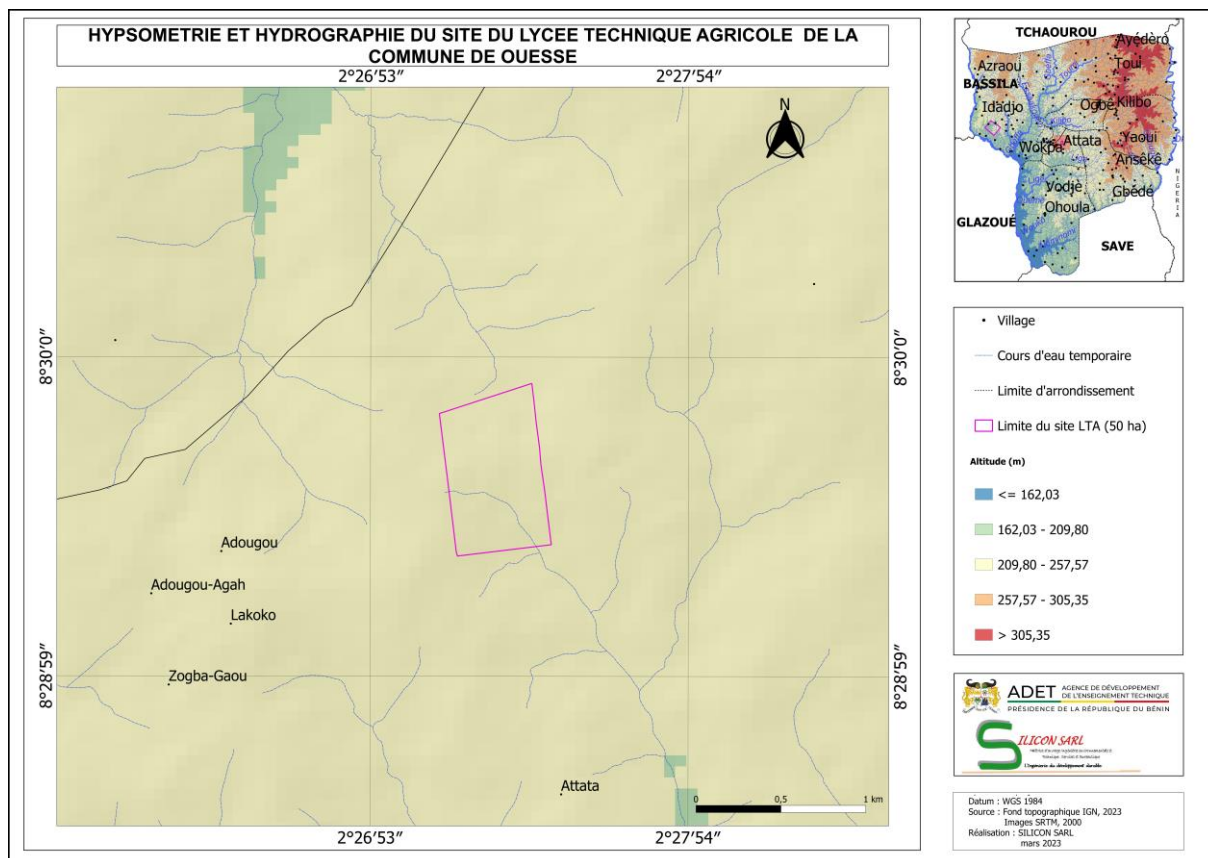 HYPSOMETRIE ET HYDROGRAPHIE DU SITE DU LYCEE TECHNIQUE AGRICOLE DE LA
COMMUNE DE OUESSE
2°26'53"
2°27'54"
N
8°30'0"
8°30'0"
Adougou
Adougou-Agah
Lakoko
Zogba-Gaou
8°28'59"
8°28'59"
Attata
0
0,5
1 km
2°26'53"
2°27'54"
TCHAOUROU
Ayédèro
Azraou
Toui
BASSILA
Idadjo
Ogbé
Kilibo
Attata
Yaoui
Wokpa
Ansêkê
Vodjè
Gbédé
Ohoula
NIGERIA
GLAZOUÉ
SAVE
Village
Cours d'eau temporaire
Limite d'arrondissement
Limite du site LTA (50 ha)
Altitude (m)
<= 162,03
162,03 - 209,80
209,80 - 257,57
257,57 - 305,35
> 305,35
ADET
AGENCE DE DÉVELOPPEMENT
DE L'ENSEIGNEMENT TECHNIQUE
PRÉSIDENCE DE LA RÉPUBLIQUE DU BÉNIN
SILICON SARL
L'ingénierie du développement durable
Datum : WGS 1984
Source : Fond topographique IGN, 2023
Images SRTM, 2000
Réalisation : SILICON SARL
mars 2023